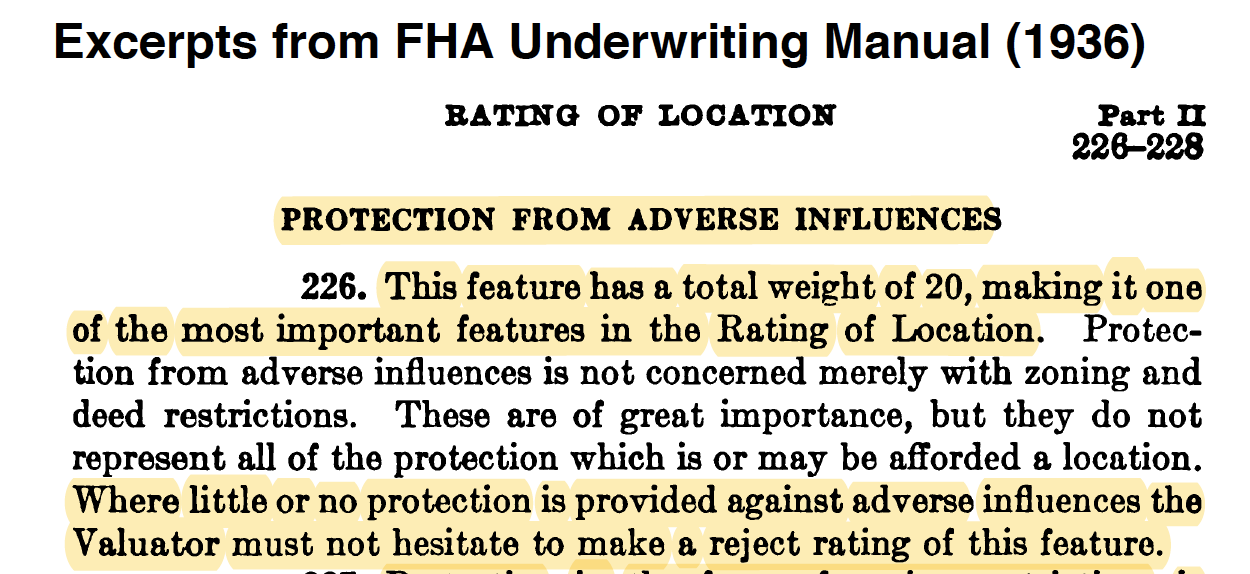 Excerpts from FHA Underwriting Manual (1936)
RATING OF LOCATION
Part II
226–228
PROTECTION FROM ADVERSE INFLUENCES
226. This feature has a total weight of 20, making it one
of the most important features in the Rating of Location. Protec-
tion from adverse influences is not concerned merely with zoning and
deed restrictions. These are of great importance, but they do not
represent all of the protection which is or may be afforded a location.
Where little or no protection is provided against adverse influences the
Valuator must not hesitate to make a reject rating of this feature.